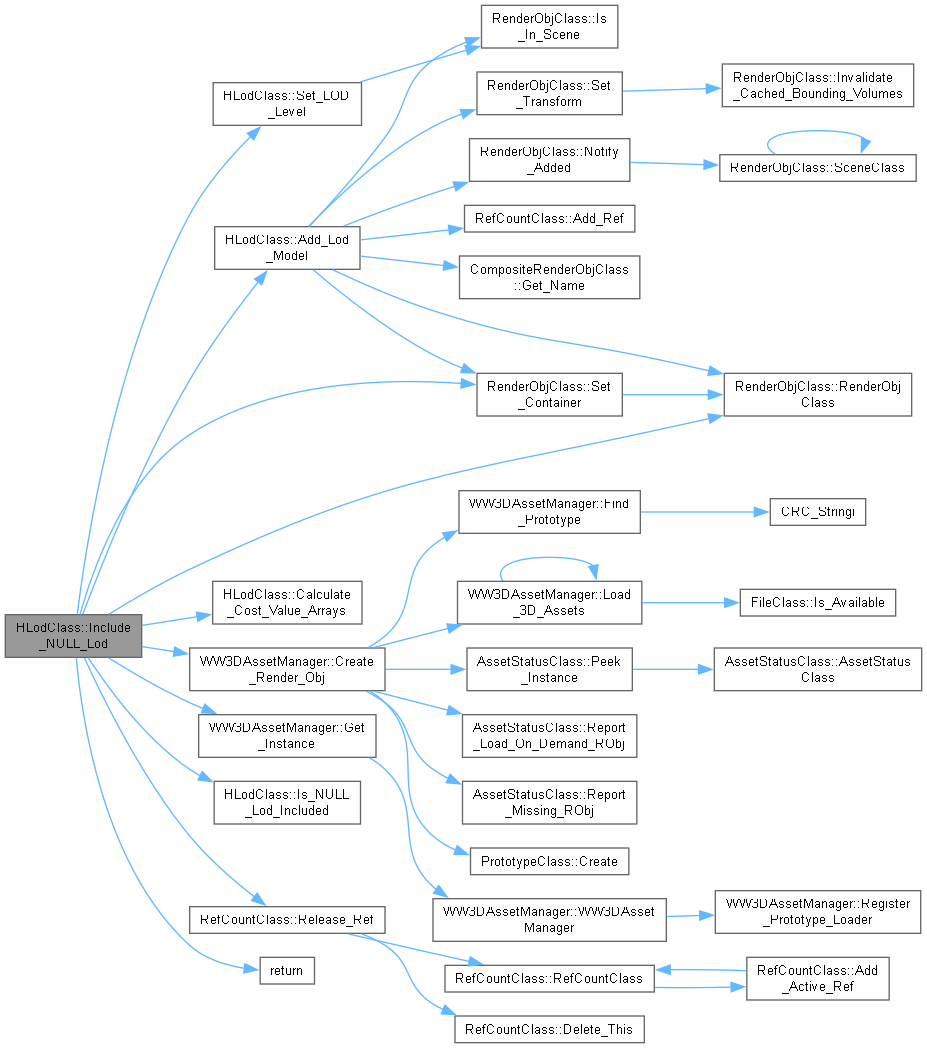 RenderObjClass::Is
_In_Scene
HLodClass::Set_LOD
_Level
RenderObjClass::Set
_Transform
RenderObjClass::Invalidate
_Cached_Bounding_Volumes
RenderObjClass::Notify
_Added
RenderObjClass::SceneClass
RefCountClass::Add_Ref
HLodClass::Add_Lod
_Model
CompositeRenderObjClass
::Get_Name
RenderObjClass::Set
_Container
RenderObjClass::RenderObj
Class
WW3DAssetManager::Find
_Prototype
CRC_Stringi
HLodClass::Include
_NULL_Lod
HLodClass::Calculate
_Cost_Value_Arrays
WW3DAssetManager::Load
_3D_Assets
FileClass::Is_Available
WW3DAssetManager::Create
_Render_Obj
AssetStatusClass::Peek
_Instance
AssetStatusClass::AssetStatus
Class
WW3DAssetManager::Get
_Instance
AssetStatusClass::Report
_Load_On_Demand_RObj
HLodClass::Is_NULL
_Lod_Included
AssetStatusClass::Report
_Missing_RObj
PrototypeClass::Create
RefCountClass::Release_Ref
WW3DAssetManager::WW3DAsset
Manager
WW3DAssetManager::Register
_Prototype_Loader
return
RefCountClass::RefCountClass
RefCountClass::Add
_Active_Ref
RefCountClass::Delete_This